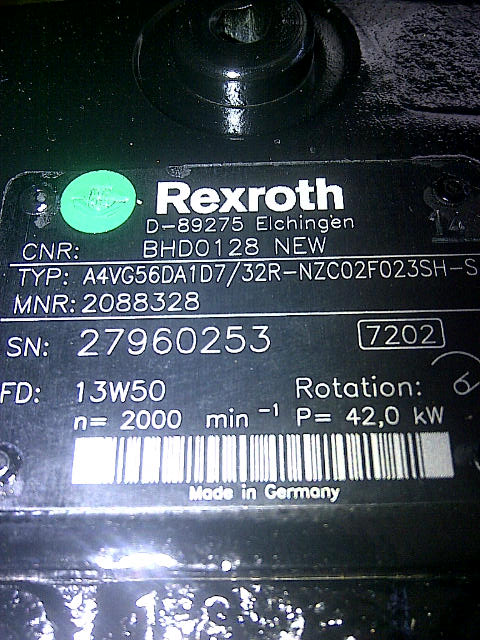 Rexroth
D-89275 Elchingen
14
CNR: BHD0128 NEW
TYP: A4VG56DA1D7/32R-NZC02F023SH-S
MNR: 2088328
SN: 27960253 7202
FD: 13W50 Rotation:
n= 2000 min⁻¹ P= 42,0 kW
Made in Germany